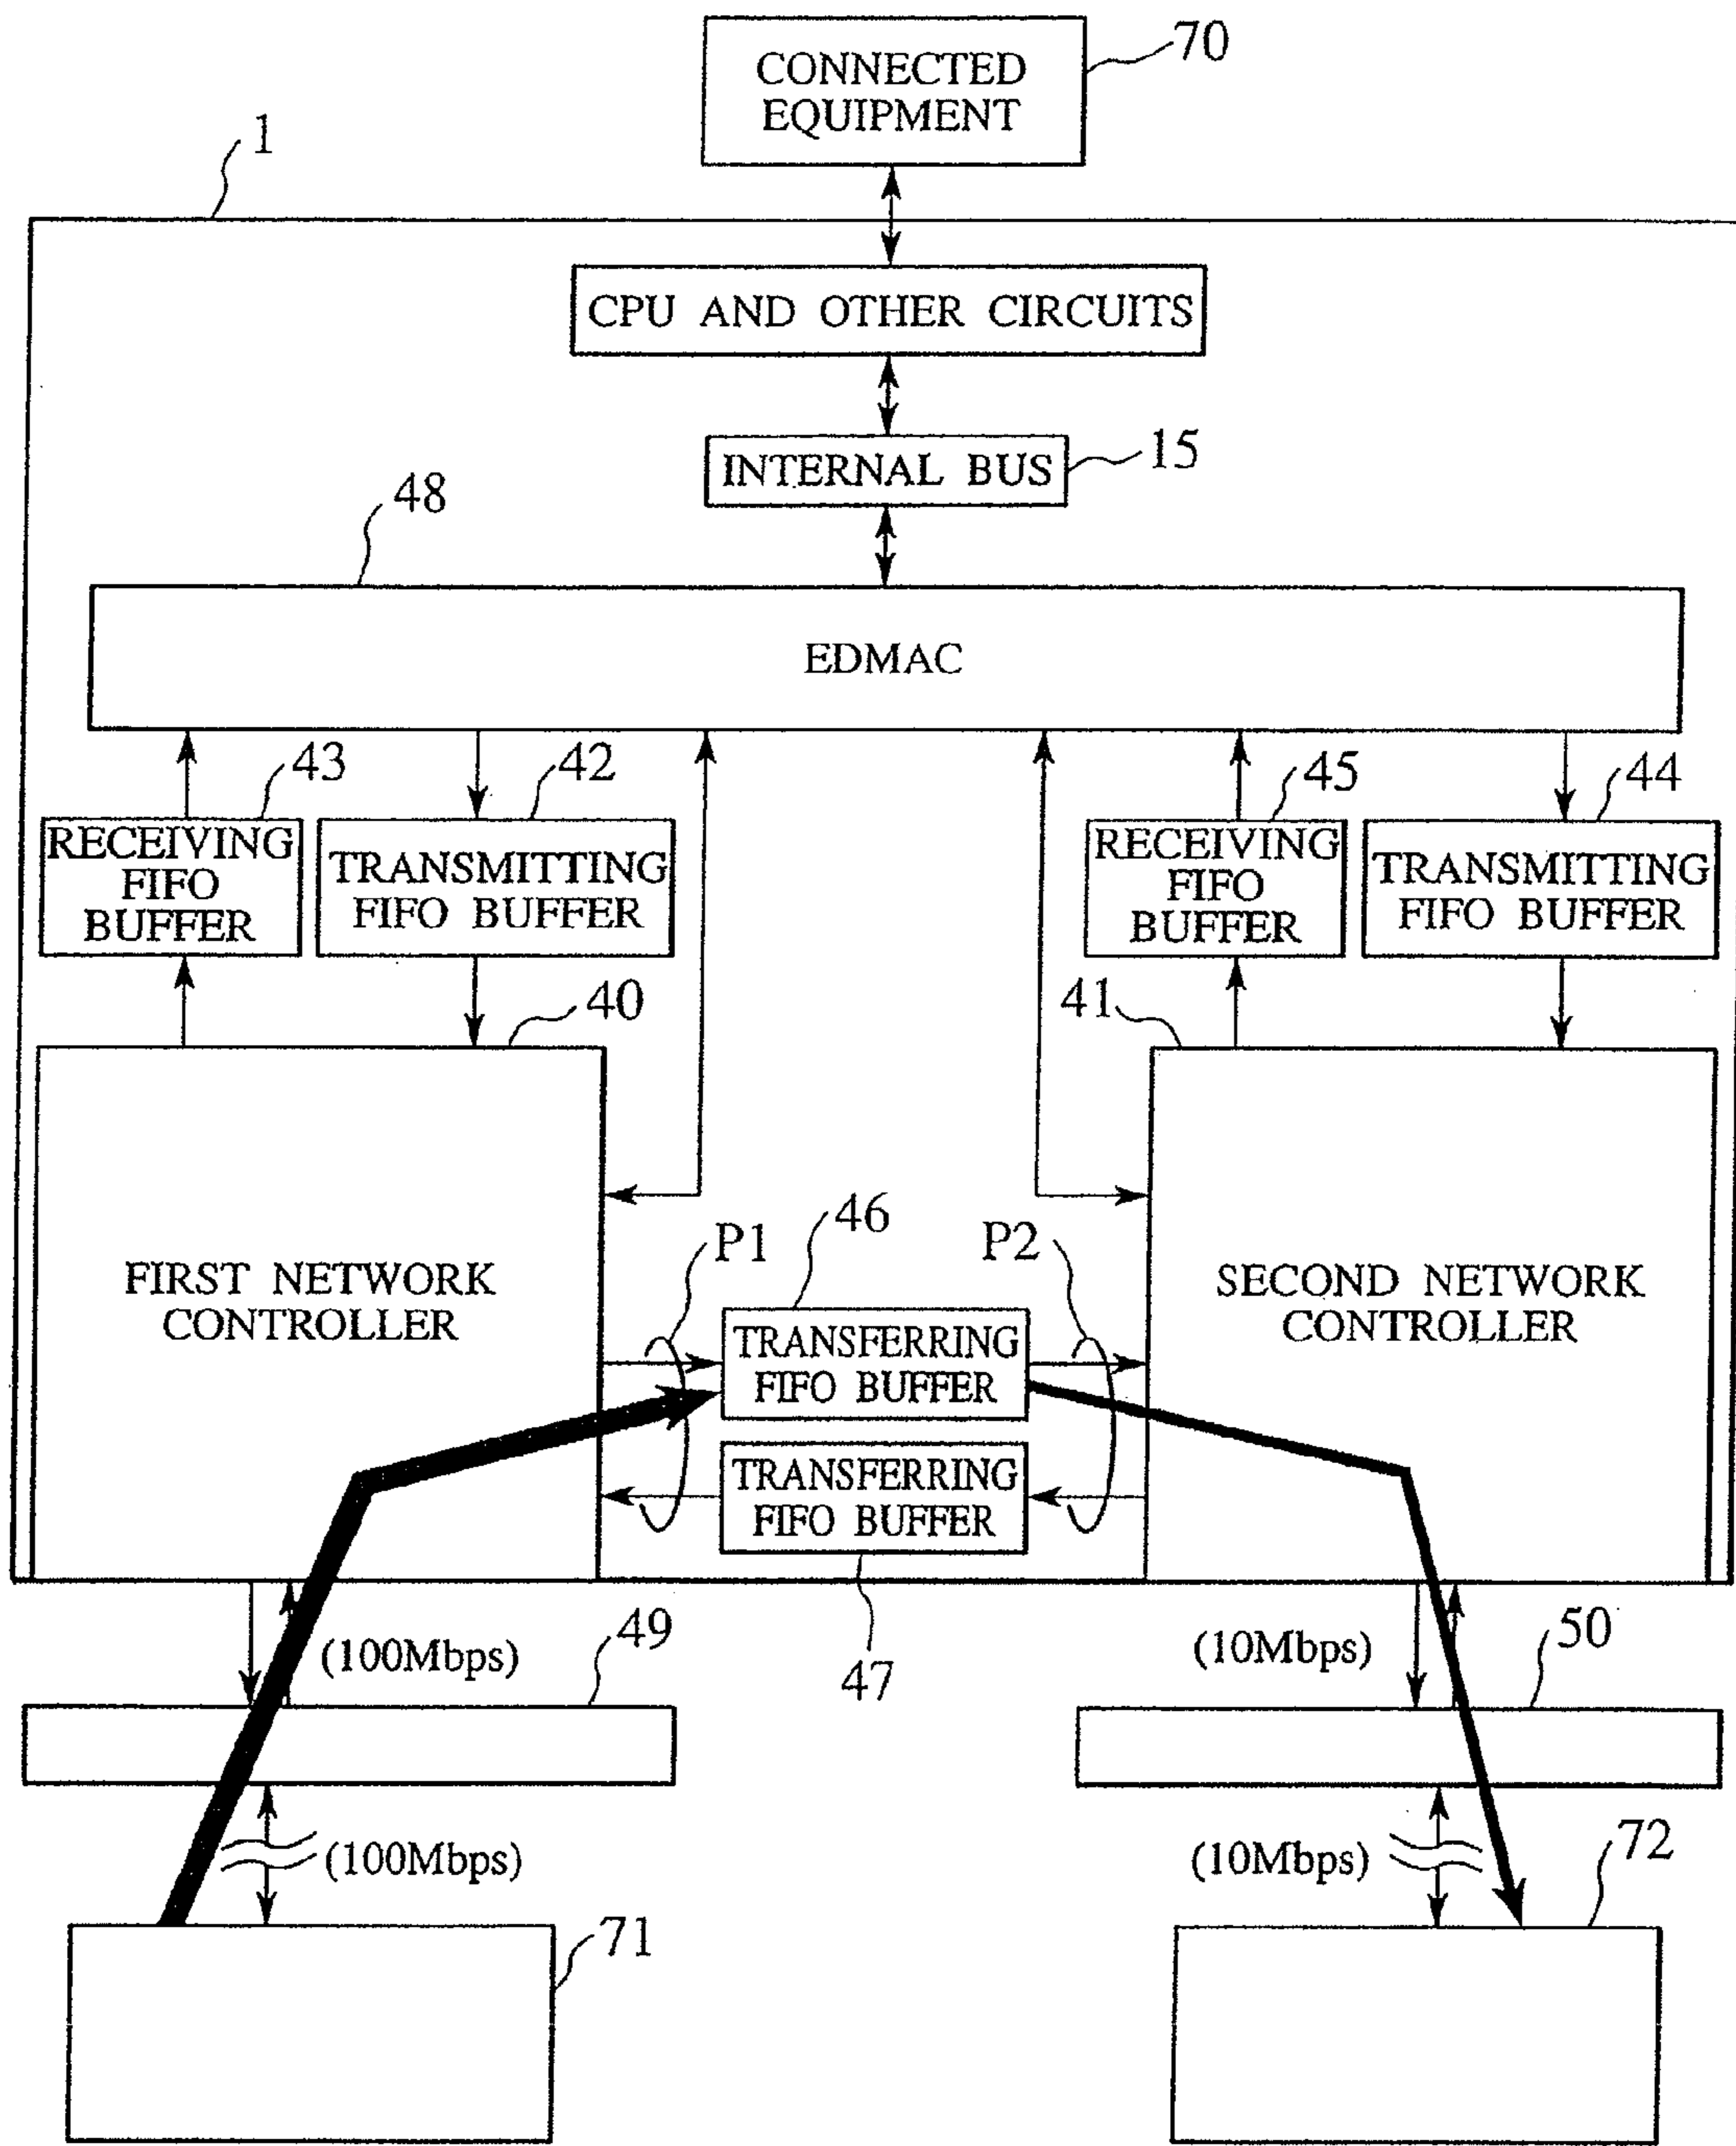 CONNECTED
EQUIPMENT
70
1
CPU AND OTHER CIRCUITS
INTERNAL BUS
15
48
EDMAC
43
42
45
44
RECEIVING
FIFO
BUFFER
TRANSMITTING
FIFO BUFFER
RECEIVING
FIFO
BUFFER
TRANSMITTING
FIFO BUFFER
40
41
46
P1
P2
FIRST NETWORK
CONTROLLER
SECOND NETWORK
CONTROLLER
TRANSFERRING
FIFO BUFFER
TRANSFERRING
FIFO BUFFER
47
(100Mbps)
49
(10Mbps)
50
(100Mbps)
(10Mbps)
71
72